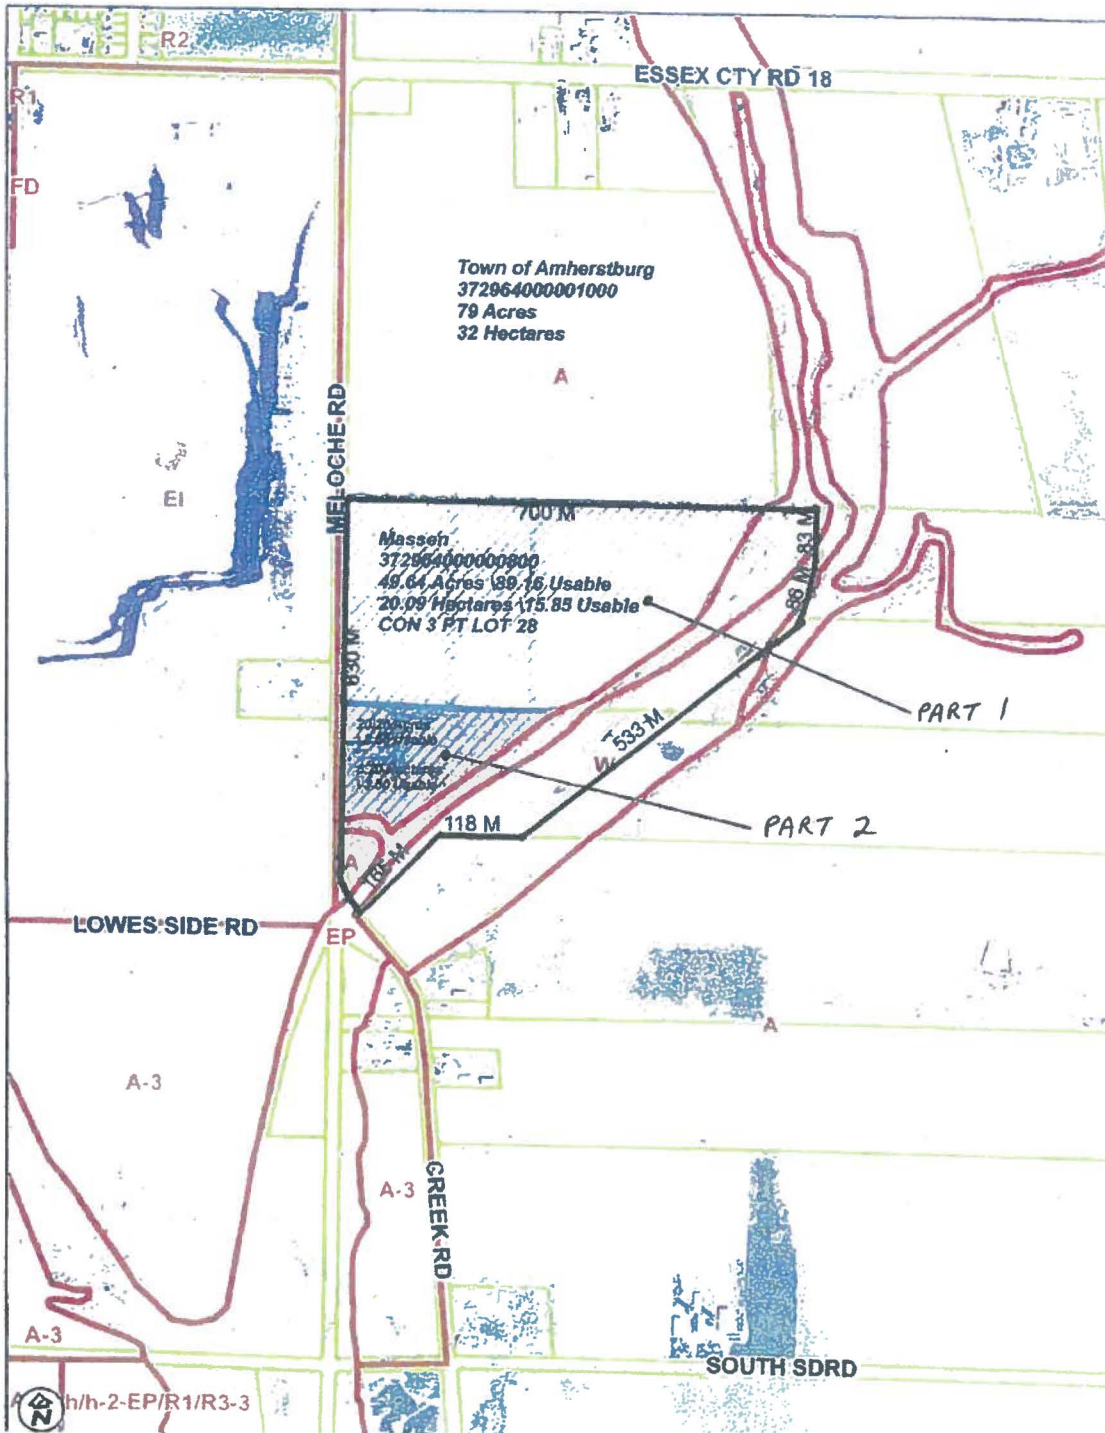 R2
ESSEX CTY RD 18
R1
FD
Town of Amherstburg
372964000001000
79 Acres
32 Hectares
A
MELOCHE RD
EI
700 M
83 M
Masseh
372964000000800
49.64 Acres \39.16 Usable
20.09 Hectares \15.85 Usable
CON 3 PT LOT 28
86 M
630 M
PART 1
533 M
W
118 M
PART 2
A
LOWES SIDE RD
EP
A
A-3
A-3
CREEK RD
A-3
SOUTH SDRD
h/h-2-EP/R1/R3-3
N